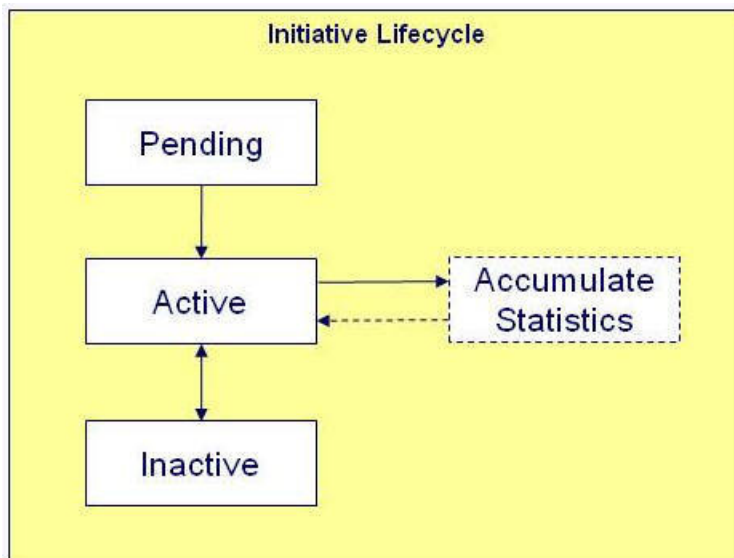 Initiative Lifecycle
Pending
Active
Accumulate
Statistics
Inactive